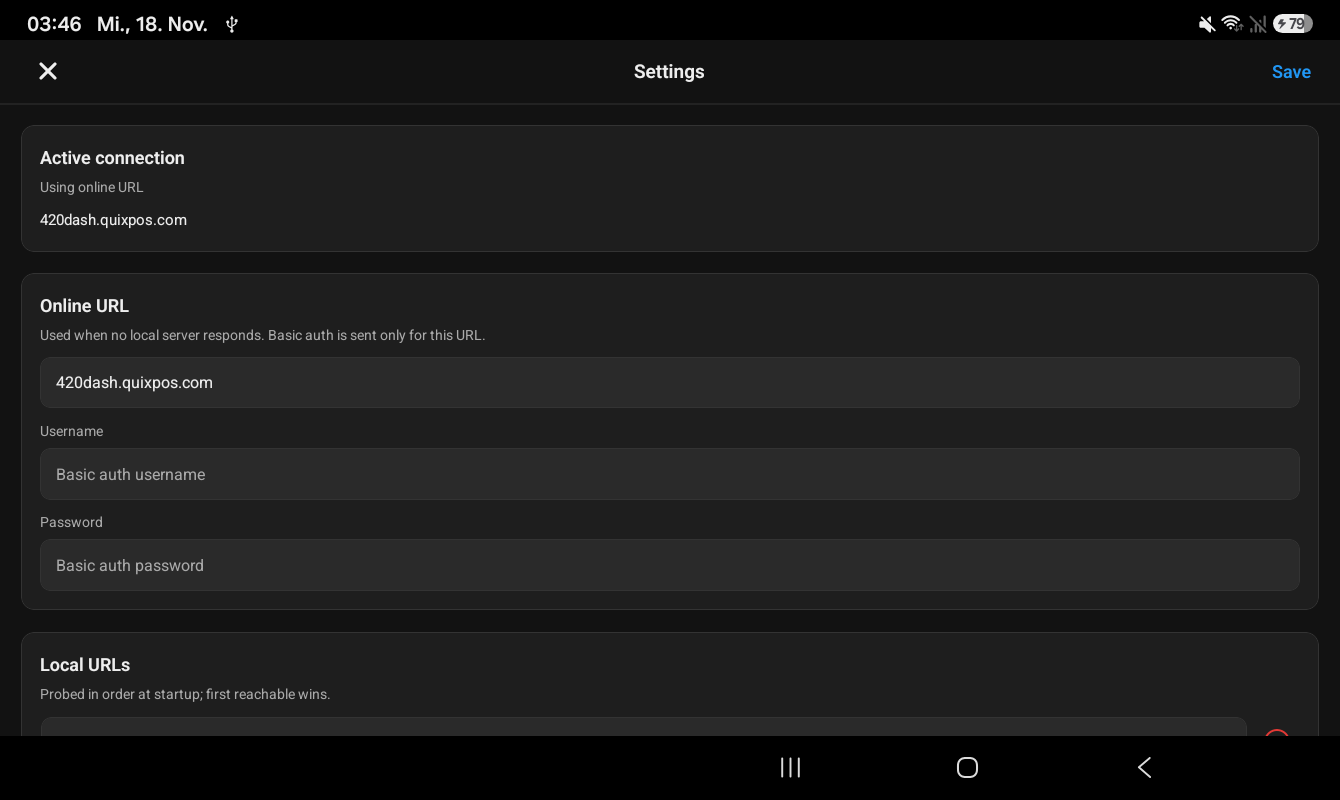 03:46 Mi., 18. Nov.
79
Settings
Save
Active connection
Using online URL
420dash.quixpos.com
Online URL
Used when no local server responds. Basic auth is sent only for this URL.
420dash.quixpos.com
Username
Basic auth username
Password
Basic auth password
Local URLs
Probed in order at startup; first reachable wins.